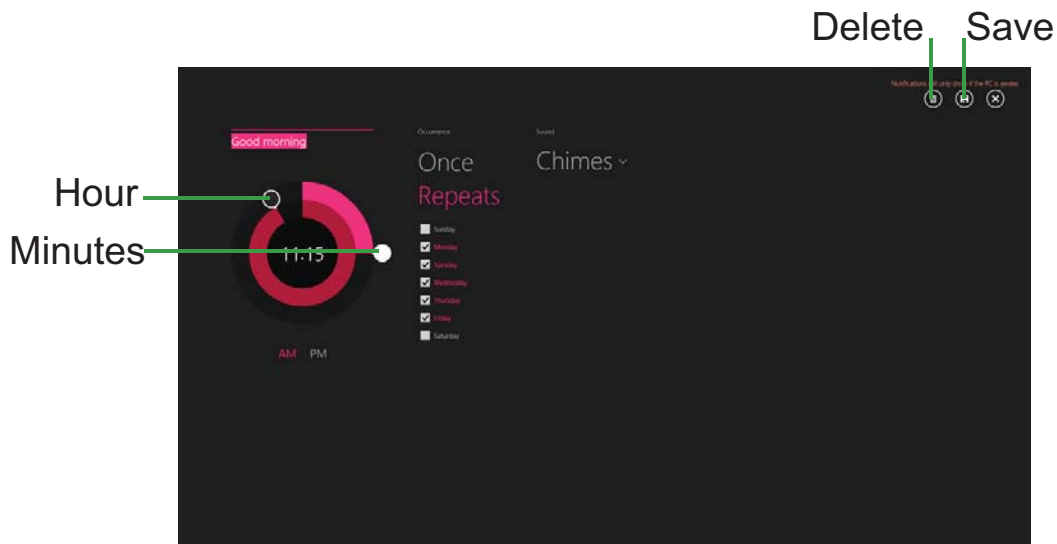 Delete Save
Notifications will only show if the PC is awake
Good morning
Occurrence
Sound
Once
Chimes
Repeats
Hour
Minutes
11:15
Sunday
Monday
Tuesday
Wednesday
Thursday
Friday
Saturday
AM PM